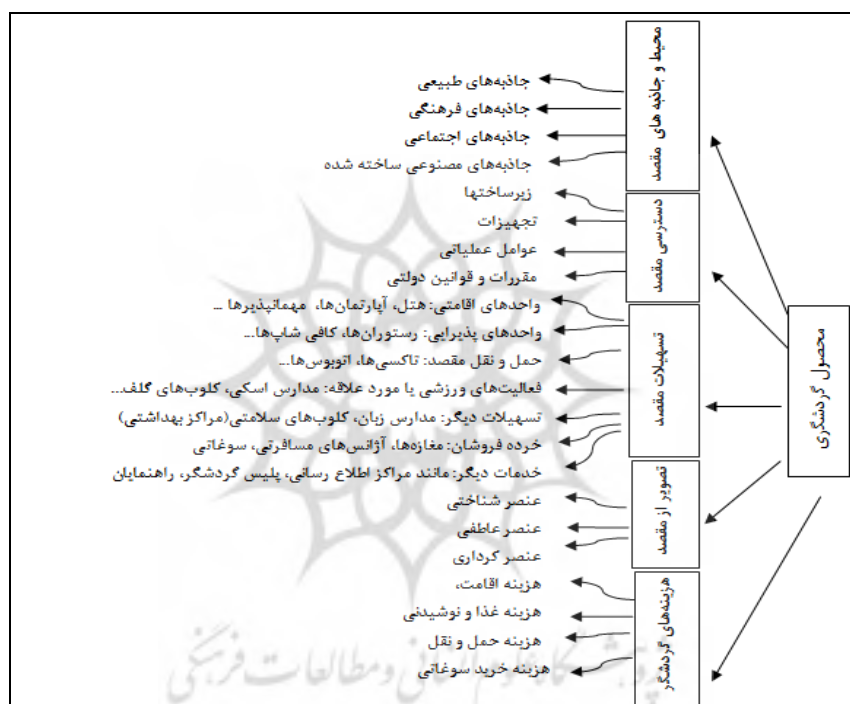 محصول گردشگری
محیط و جاذبه های مقصد
جاذبه‌های طبیعی
جاذبه‌های فرهنگی
جاذبه‌های اجتماعی
جاذبه‌های مصنوعی ساخته شده
دسترسی مقصد
زیرساختها
تجهیزات
عوامل عملیاتی
مقررات و قوانین دولتی
تسهیلات مقصد
واحدهای اقامتی: هتل، آپارتمان‌ها، مهمانپذیرها ...
واحدهای پذیرایی: رستوران‌ها، کافی شاپ‌ها...
حمل و نقل مقصد: تاکسی‌ها، اتوبوس‌ها...
فعالیت‌های ورزشی یا مورد علاقه: مدارس اسکی، کلوب‌های گلف...
تسهیلات دیگر: مدارس زبان، کلوب‌های سلامتی(مراکز بهداشتی)
خرده فروشان: مغازه‌ها، آژانس‌های مسافرتی، سوغاتی
خدمات دیگر: مانند مراکز اطلاع رسانی، پلیس گردشگر، راهنمایان
تصویر از مقصد
عنصر شناختی
عنصر عاطفی
عنصر کرداری
هزینه‌های گردشگر
هزینه اقامت،
هزینه غذا و نوشیدنی
هزینه حمل و نقل
هزینه خرید سوغاتی
پژوهشگاه علوم انسانی و مطالعات فرهنگی